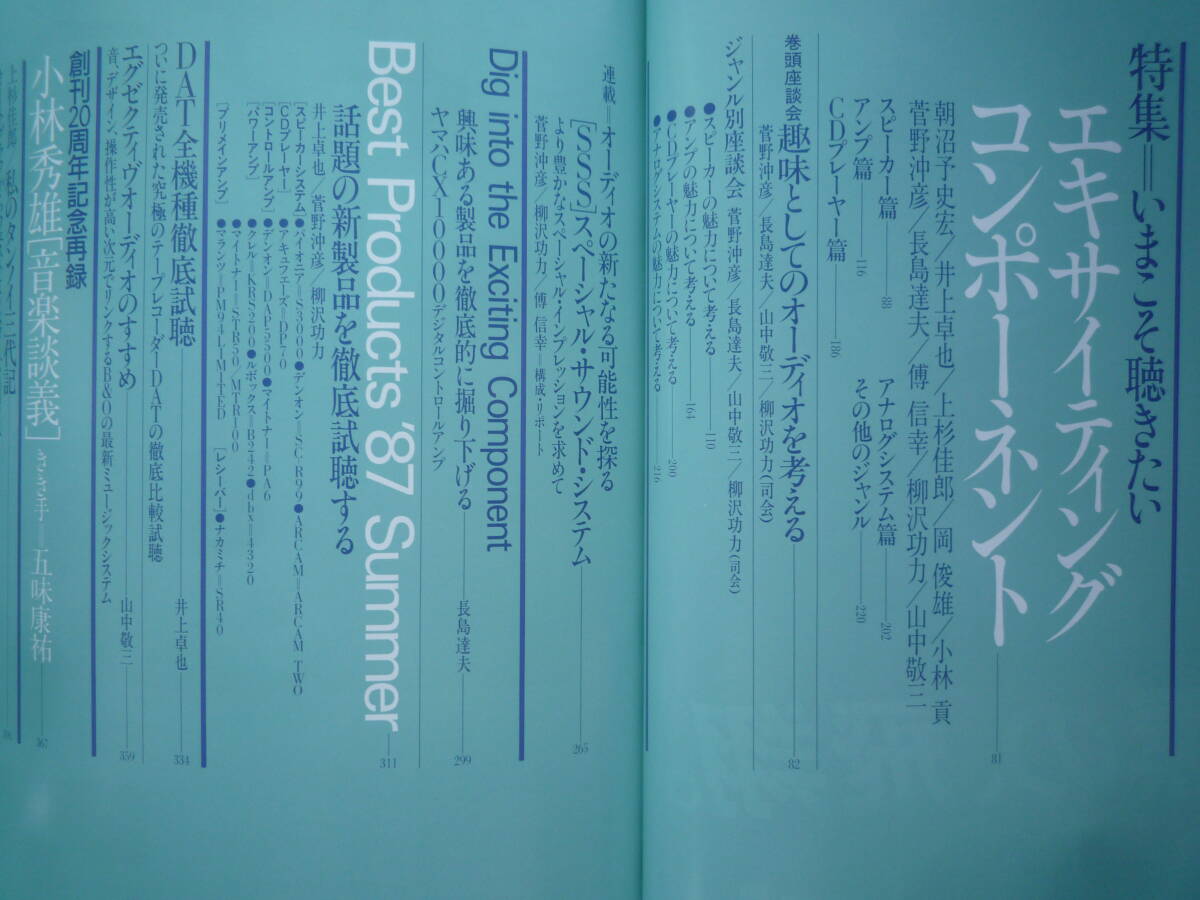 特集＝いまこそ聴きたい
エキサイティング
コンポーネント
81
朝沼予史宏／井上卓也／上杉佳郎／岡 俊雄／小林 貢
菅野沖彦／長島達夫／傅 信幸／柳沢功力／山中敬三
スピーカー篇 88
アンプ篇 116
CDプレーヤー篇 186
アナログシステム篇 202
その他のジャンル 220
巻頭座談会 趣味としてのオーディオを考える 82
菅野沖彦／長島達夫／山中敬三／柳沢功力(司会)
ジャンル別座談会 菅野沖彦／長島達夫／山中敬三／柳沢功力(司会)
●スピーカーの魅力について考える 110
●アンプの魅力について考える 164
●CDプレーヤーの魅力について考える 200
●アナログシステムの魅力について考える 216
連載＝オーディオの新たなる可能性を探る
[SSS]スペーシャル・サウンド・システム 265
より豊かなスペーシャル・インプレッションを求めて
菅野沖彦／柳沢功力／傅 信幸＝構成・リポート
Dig into the Exciting Component
興味ある製品を徹底的に掘り下げる 長島達夫 299
ヤマハCX10000デジタルコントロールアンプ
Best Products '87 Summer 311
話題の新製品を徹底試聴する
井上卓也／菅野沖彦／柳沢功力
[スピーカーシステム]●パイオニア＝S3000●デンオン＝SC-R99●ARCAM＝ARCAM TWO
[CDプレーヤー]●アキュフェーズ＝DP70
[コントロールアンプ]●デンオン＝DAP5500●マイトナー＝PA6
[パワーアンプ]●クレル＝KRS200●ルボックス＝B242●dbx＝4320
●マイトナー＝STR50／MTR100
[プリメインアンプ]●マランツ＝PM94LIMITED [レシーバー]●ナカミチ＝SR40
DAT全機種徹底試聴 井上卓也 334
ついに発売された究極のテープレコーダーDATの徹底比較試聴
エグゼクティヴオーディオのすすめ 山中敬三 359
音、デザイン、操作性が高い次元でリンクするB&Oの最新ミュージックシステム
創刊20周年記念再録
小林秀雄[音楽談義] きき手＝五味康祐 367
上杉佳郎 私のタンノイ三代記